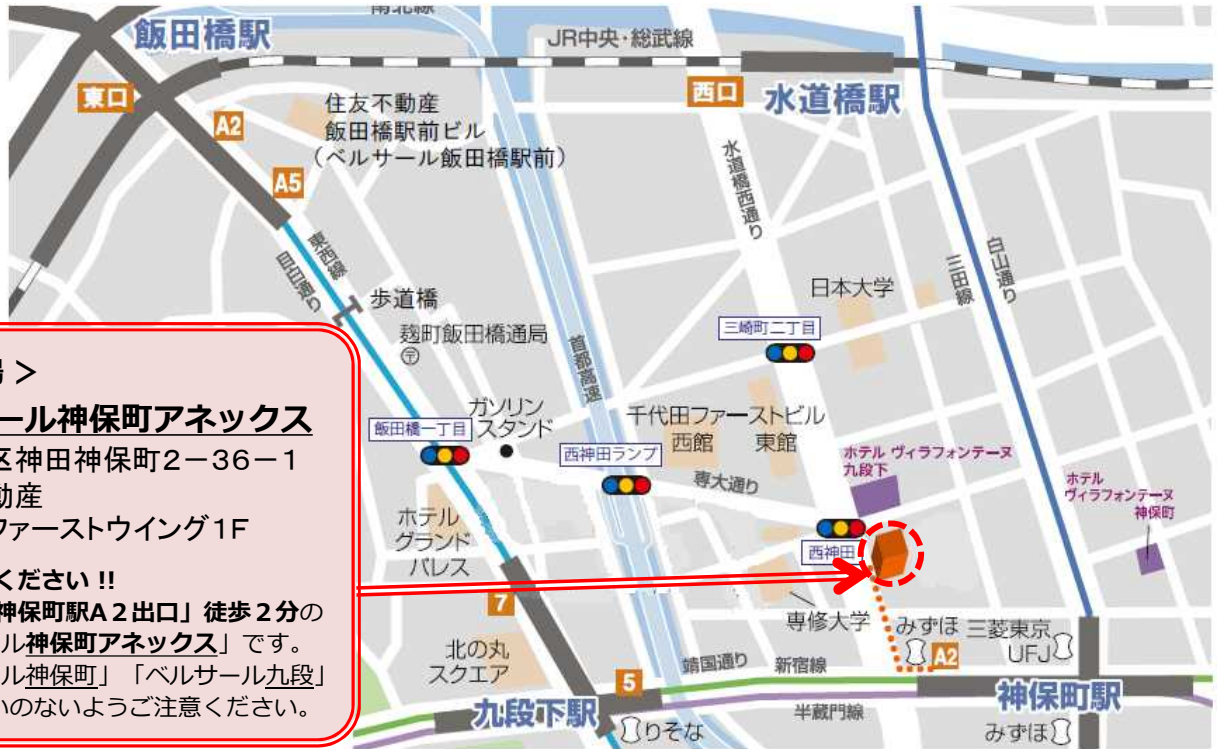 飯田橋駅
南北線
JR中央・総武線
東口
A2
住友不動産
飯田橋駅前ビル
（ベルサール飯田橋駅前）
西口
水道橋駅
A5
水道橋西通り
東西線
目白通り
歩道橋
麹町飯田橋通局
〒
首都高速
日本大学
三田線
白山通り
三崎町二丁目
ガソリン
スタンド
飯田橋一丁目
西神田ランプ
千代田ファーストビル
西館
東館
専大通り
ホテル ヴィラフォンテーヌ
九段下
ホテル
ヴィラフォンテーヌ
神保町
西神田
ホテル
グランド
パレス
7
専修大学
みずほ
A2
三菱東京
UFJ
北の丸
スクエア
5
靖国通り
新宿線
九段下駅
りそな
半蔵門線
神保町駅
みずほ
＞
ール神保町アネックス
区神田神保町2－36－1
動産
ファーストウイング1F
ください !!
神保町駅A2出口」徒歩2分の
ル神保町アネックス」です。
ル神保町」「ベルサール九段」
いのないようご注意ください。